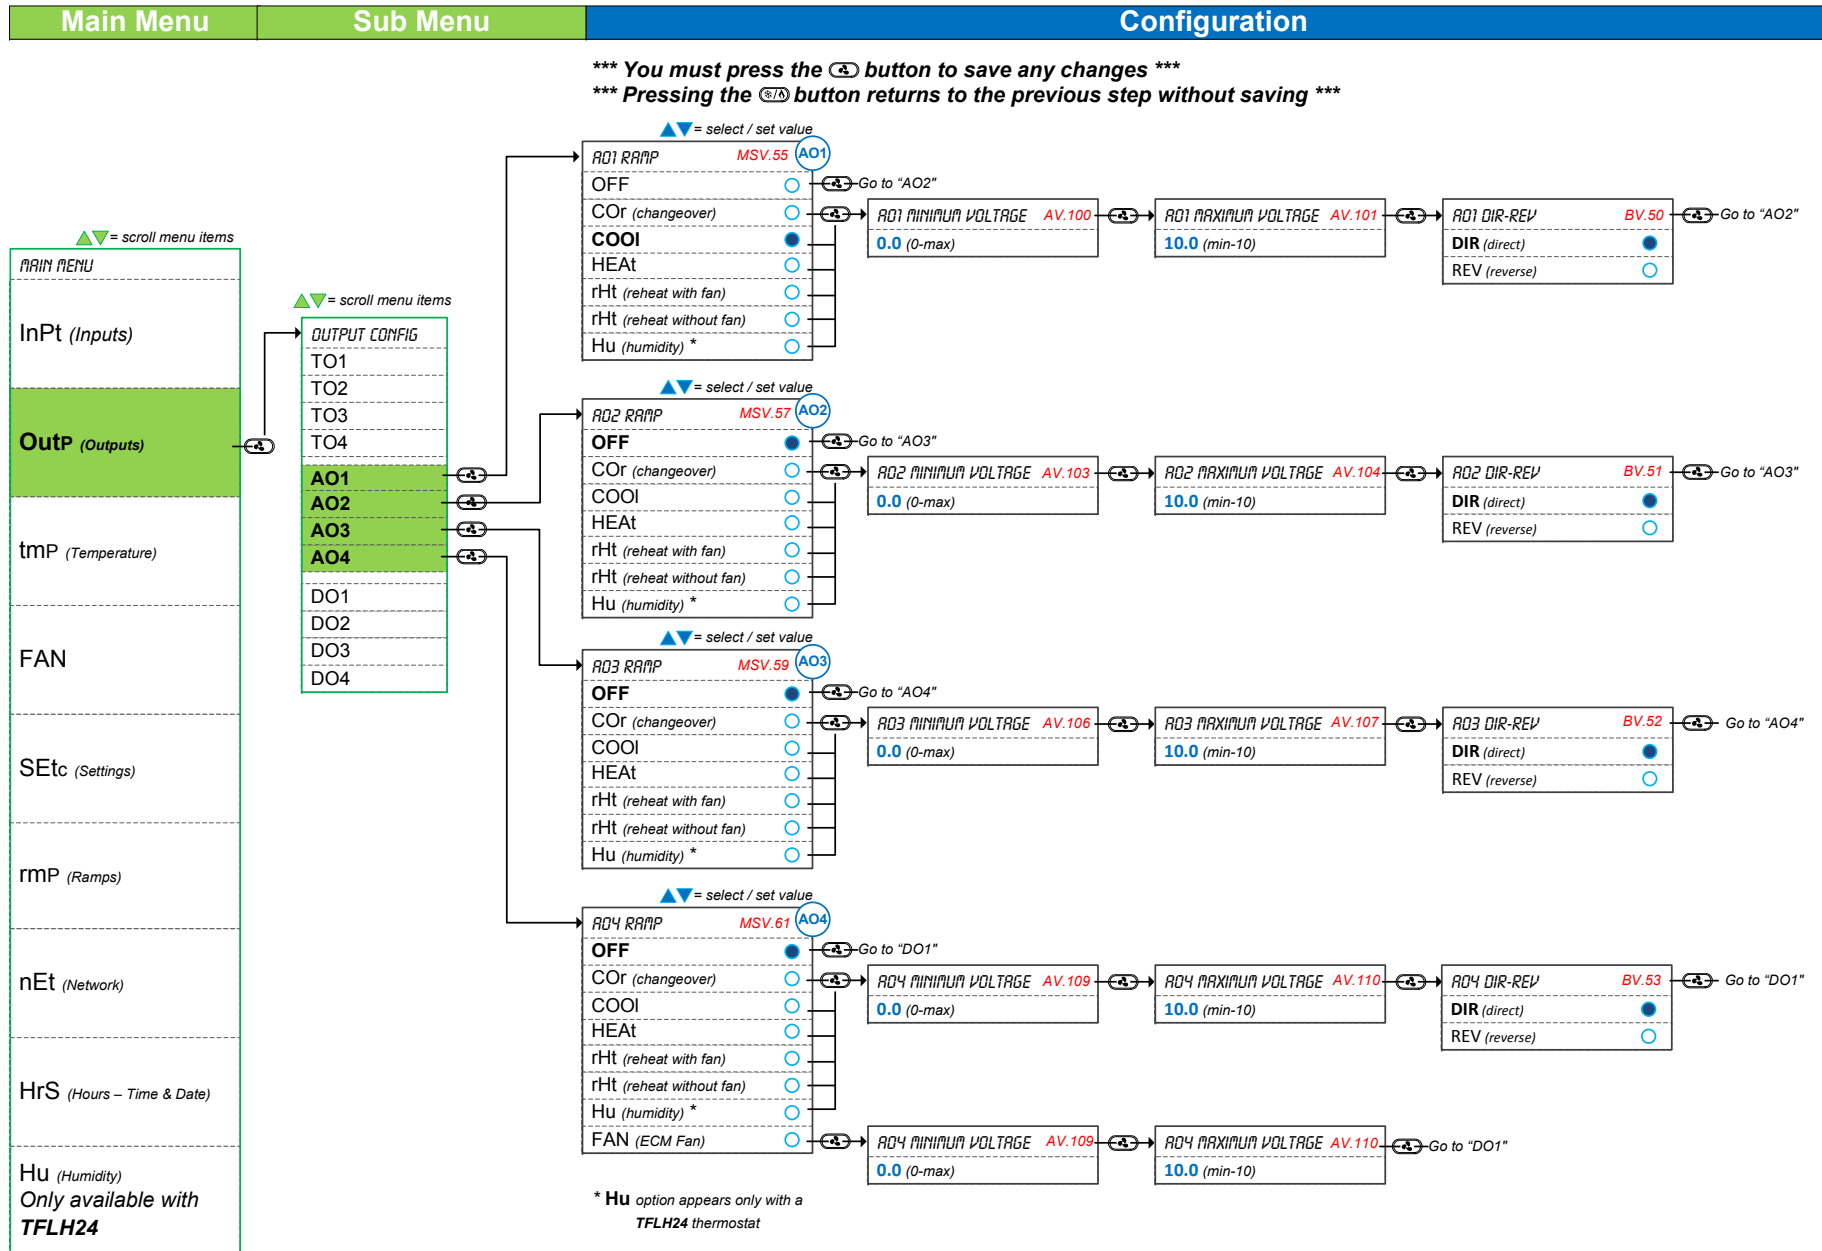 Main Menu
Sub Menu
Configuration
*** You must press the button to save any changes ***
*** Pressing the button returns to the previous step without saving ***
= scroll menu items
MAIN MENU
InPt (Inputs)
OutP (Outputs)
tmP (Temperature)
FAN
SEtc (Settings)
rmP (Ramps)
nEt (Network)
HrS (Hours – Time & Date)
Hu (Humidity)
Only available with
TFLH24
= scroll menu items
OUTPUT CONFIG
TO1
TO2
TO3
TO4
AO1
AO2
AO3
AO4
DO1
DO2
DO3
DO4
= select / set value
AO1 RAMP MSV.55 AO1
OFF
Go to “AO2”
COr (changeover)
COOl
HEAt
rHt (reheat with fan)
rHt (reheat without fan)
Hu (humidity) *
AO1 MINIMUM VOLTAGE AV.100
0.0 (0-max)
AO1 MAXIMUM VOLTAGE AV.101
10.0 (min-10)
AO1 DIR-REV BV.50
DIR (direct)
REV (reverse)
Go to “AO2”
= select / set value
AO2 RAMP MSV.57 AO2
OFF
Go to “AO3”
COr (changeover)
COOl
HEAt
rHt (reheat with fan)
rHt (reheat without fan)
Hu (humidity) *
AO2 MINIMUM VOLTAGE AV.103
0.0 (0-max)
AO2 MAXIMUM VOLTAGE AV.104
10.0 (min-10)
AO2 DIR-REV BV.51
DIR (direct)
REV (reverse)
Go to “AO3”
= select / set value
AO3 RAMP MSV.59 AO3
OFF
Go to “AO4”
COr (changeover)
COOl
HEAt
rHt (reheat with fan)
rHt (reheat without fan)
Hu (humidity) *
AO3 MINIMUM VOLTAGE AV.106
0.0 (0-max)
AO3 MAXIMUM VOLTAGE AV.107
10.0 (min-10)
AO3 DIR-REV BV.52
DIR (direct)
REV (reverse)
Go to “AO4”
= select / set value
AO4 RAMP MSV.61 AO4
OFF
Go to “DO1”
COr (changeover)
COOl
HEAt
rHt (reheat with fan)
rHt (reheat without fan)
Hu (humidity) *
FAN (ECM Fan)
AO4 MINIMUM VOLTAGE AV.109
0.0 (0-max)
AO4 MAXIMUM VOLTAGE AV.110
10.0 (min-10)
AO4 DIR-REV BV.53
DIR (direct)
REV (reverse)
Go to “DO1”
AO4 MINIMUM VOLTAGE AV.109
0.0 (0-max)
AO4 MAXIMUM VOLTAGE AV.110
10.0 (min-10)
Go to “DO1”
* Hu option appears only with a
TFLH24 thermostat